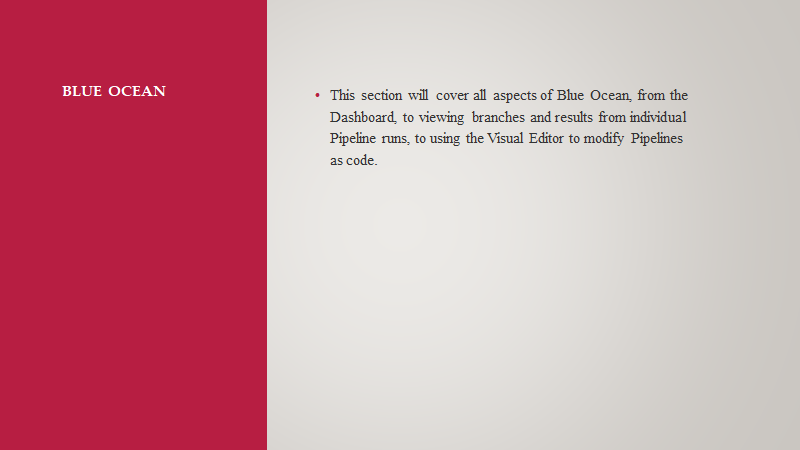 BLUE OCEAN
• This section will cover all aspects of Blue Ocean, from the
Dashboard, to viewing branches and results from individual
Pipeline runs, to using the Visual Editor to modify Pipelines
as code.